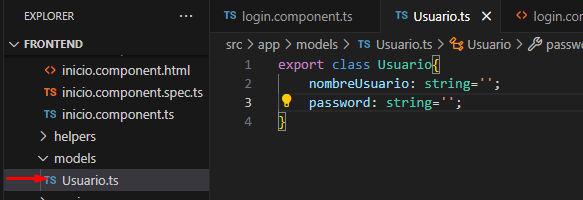 EXPLORER
FRONTEND
inicio.component.html
TS inicio.component.spec.ts
TS inicio.component.ts
helpers
models
TS Usuario.ts
TS login.component.ts
TS Usuario.ts
login.com
src > app > models > TS Usuario.ts > Usuario > passw
1 export class Usuario{
2 nombreUsuario: string='';
3 password: string='';
4 }